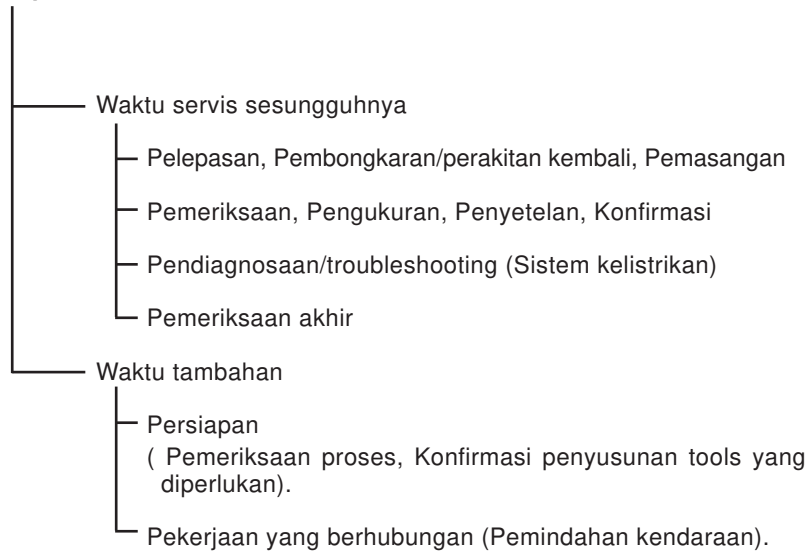 Waktu servis sesungguhnya
Pelepasan, Pembongkaran/perakitan kembali, Pemasangan
Pemeriksaan, Pengukuran, Penyetelan, Konfirmasi
Pendiagnosaan/troubleshooting (Sistem kelistrikan)
Pemeriksaan akhir
Waktu tambahan
Persiapan
( Pemeriksaan proses, Konfirmasi penyusunan tools yang
diperlukan).
Pekerjaan yang berhubungan (Pemindahan kendaraan).